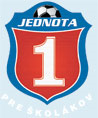 JEDNOTA
1
PRE ŠKOLÁKOV